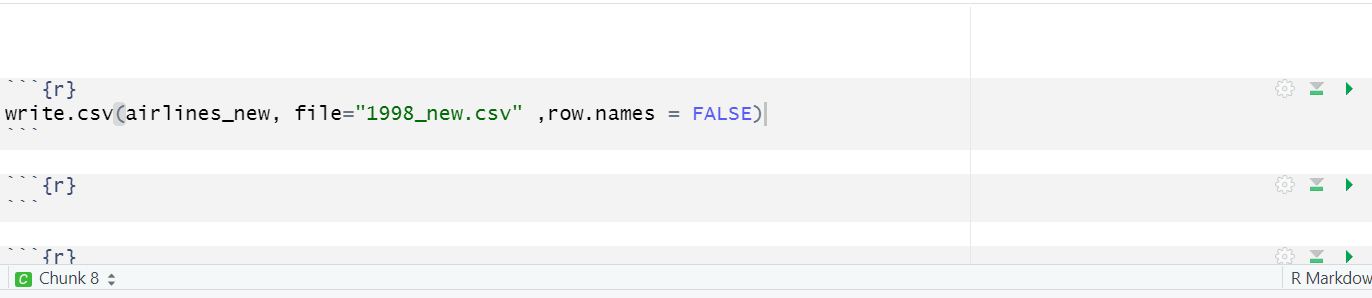 ```{r}
write.csv(airlines_new, file="1998_new.csv" ,row.names = FALSE)
```
```{r}
```
```{r}
C Chunk 8
R Markdow